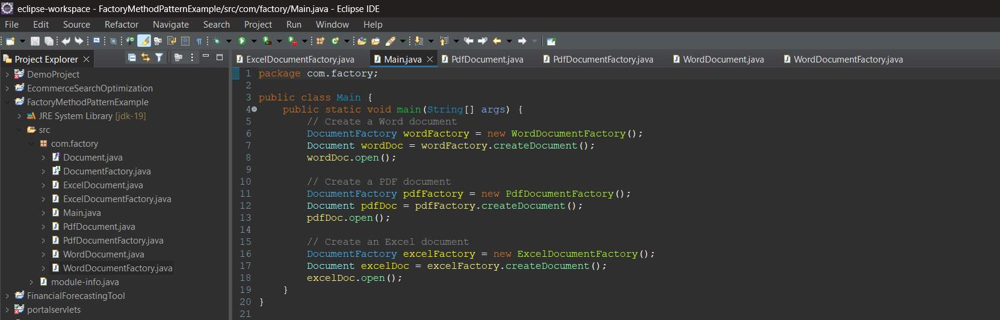 eclipse-workspace - FactoryMethodPatternExample/src/com/factory/Main.java - Eclipse IDE
File Edit Source Refactor Navigate Search Project Run Window Help
Project Explorer
DemoProject
EcommerceSearchOptimization
FactoryMethodPatternExample
JRE System Library [jdk-19]
src
com.factory
Document.java
DocumentFactory.java
ExcelDocument.java
ExcelDocumentFactory.java
Main.java
PdfDocument.java
PdfDocumentFactory.java
WordDocument.java
WordDocumentFactory.java
module-info.java
FinancialForecastingTool
portalservlets
ExcelDocumentFactory.java Main.java PdfDocument.java PdfDocumentFactory.java WordDocument.java WordDocumentFactory.java
1 package com.factory;
2
3 public class Main {
4     public static void main(String[] args) {
5         // Create a Word document
6         DocumentFactory wordFactory = new WordDocumentFactory();
7         Document wordDoc = wordFactory.createDocument();
8         wordDoc.open();
9
10         // Create a PDF document
11         DocumentFactory pdfFactory = new PdfDocumentFactory();
12         Document pdfDoc = pdfFactory.createDocument();
13         pdfDoc.open();
14
15         // Create an Excel document
16         DocumentFactory excelFactory = new ExcelDocumentFactory();
17         Document excelDoc = excelFactory.createDocument();
18         excelDoc.open();
19     }
20 }
21